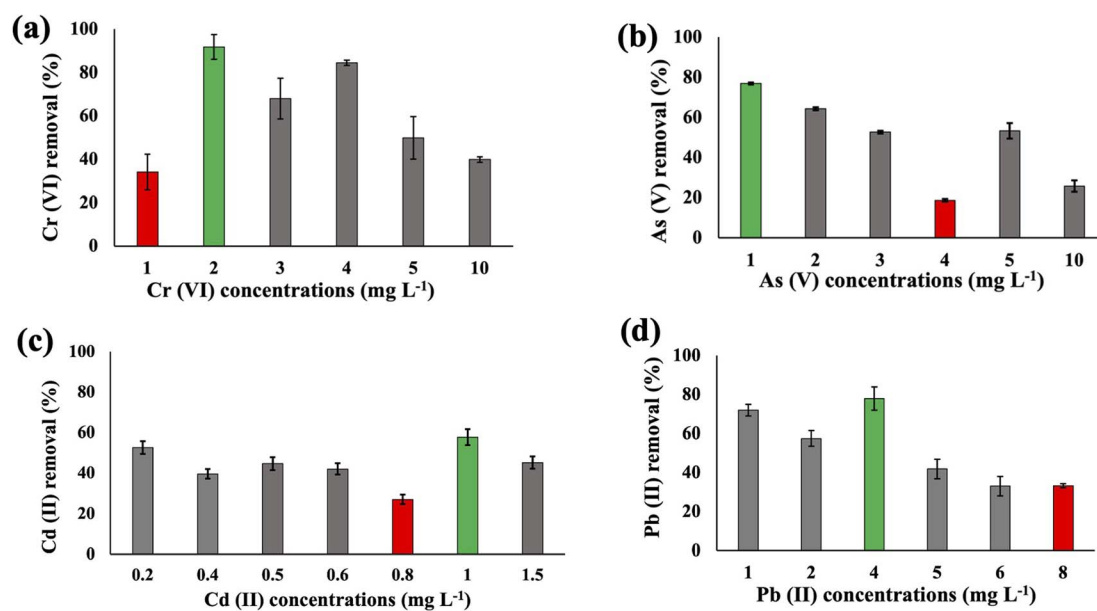 (a)
Cr (VI) removal (%)
100
80
60
40
20
0
1 2 3 4 5 10
Cr (VI) concentrations (mg L⁻¹)
(b)
As (V) removal (%)
100
80
60
40
20
0
1 2 3 4 5 10
As (V) concentrations (mg L⁻¹)
(c)
Cd (II) removal (%)
100
80
60
40
20
0
0.2 0.4 0.5 0.6 0.8 1 1.5
Cd (II) concentrations (mg L⁻¹)
(d)
Pb (II) removal (%)
100
80
60
40
20
0
1 2 4 5 6 8
Pb (II) concentrations (mg L⁻¹)